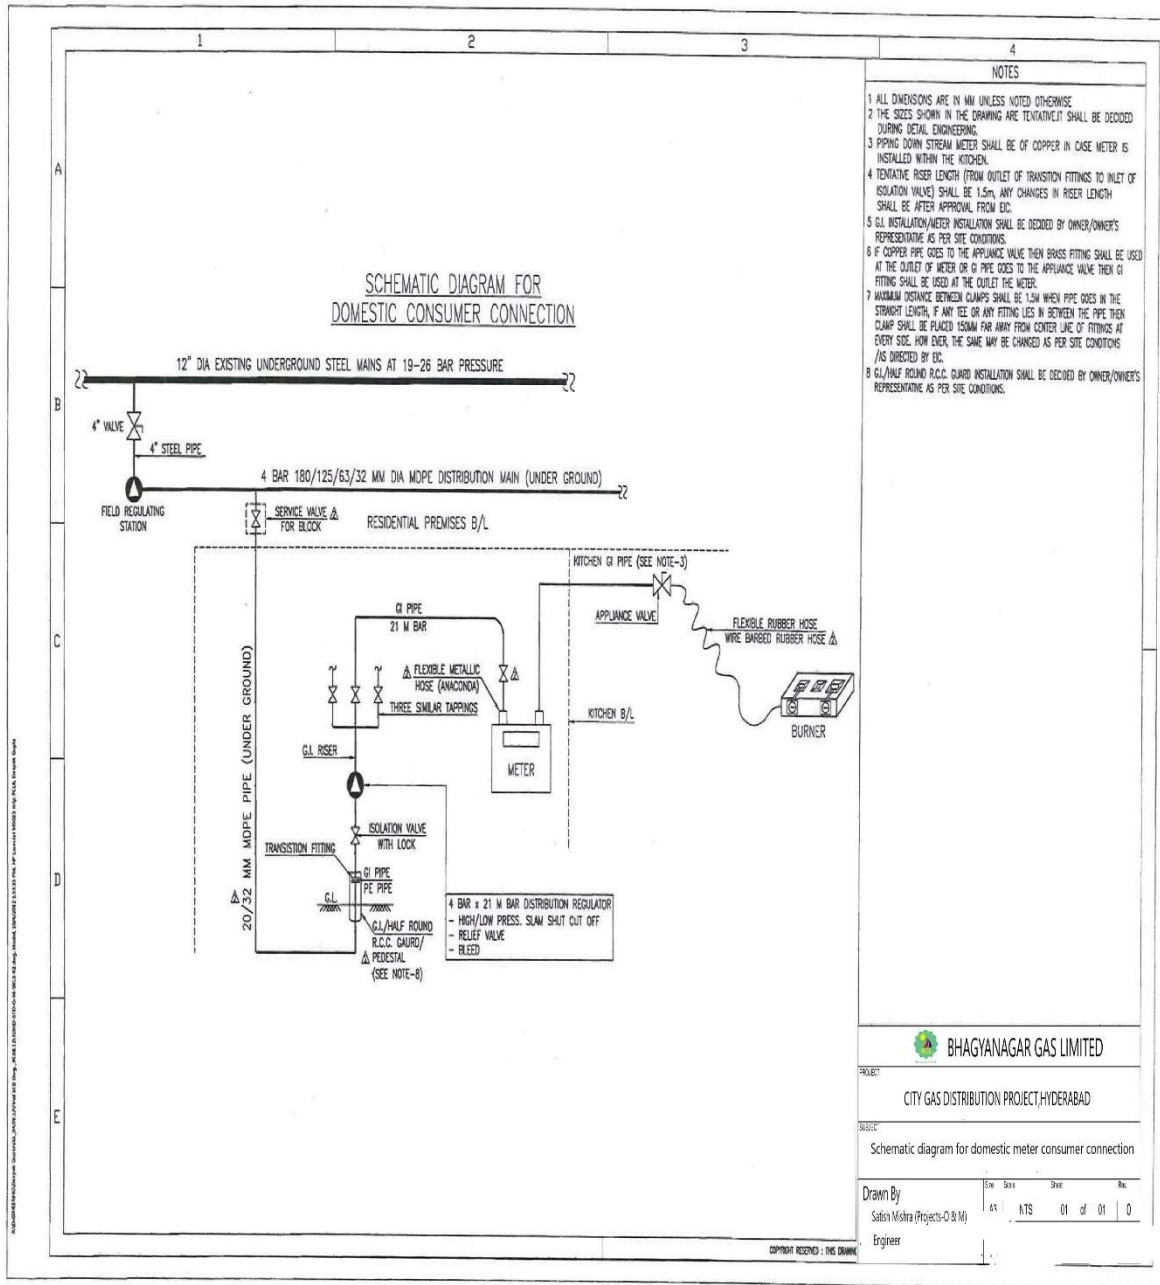 1
2
3
4
A
B
C
D
E
NOTES
1 ALL DIMENSIONS ARE IN MM UNLESS NOTED OTHERWISE
2 THE SIZES SHOWN IN THE DRAWING ARE TENTATIVE.IT SHALL BE DECIDED
DURING DETAIL ENGINEERING.
3 PIPING DOWN STREAM METER SHALL BE OF COPPER IN CASE METER IS
INSTALLED WITHIN THE KITCHEN.
4 TENTATIVE RISER LENGTH (FROM OUTLET OF TRANSITION FITTINGS TO INLET OF
ISOLATION VALVE) SHALL BE 1.5m, ANY CHANGES IN RISER LENGTH
SHALL BE AFTER APPROVAL FROM EIC.
5 G.I. INSTALLATION/METER INSTALLATION SHALL BE DECIDED BY OWNER/OWNER'S
REPRESENTATIVE AS PER SITE CONDITIONS.
6 IF COPPER PIPE GOES TO THE APPLIANCE VALVE THEN BRASS FITTING SHALL BE USED
AT THE OUTLET OF METER OR GI PIPE GOES TO THE APPLIANCE VALVE THEN GI
FITTING SHALL BE USED AT THE OUTLET THE METER.
7 MAXIMUM DISTANCE BETWEEN CLAMPS SHALL BE 1.5M WHEN PIPE GOES IN THE
STRAIGHT LENGTH, IF ANY TEE OR ANY FITTING LIES IN BETWEEN THE PIPE THEN
CLAMP SHALL BE PLACED 150MM FAR AWAY FROM CENTER LINE OF FITTINGS AT
EVERY SIDE. HOW EVER, THE SAME MAY BE CHANGED AS PER SITE CONDITIONS
/AS DIRECTED BY EIC.
8 G.I./HALF ROUND R.C.C. GUARD INSTALLATION SHALL BE DECIDED BY OWNER/OWNER'S
REPRESENTATIVE AS PER SITE CONDITIONS.
SCHEMATIC DIAGRAM FOR
DOMESTIC CONSUMER CONNECTION
12" DIA EXISTING UNDERGROUND STEEL MAINS AT 19-26 BAR PRESSURE
4" VALVE
4" STEEL PIPE
4 BAR 180/125/63/32 MM DIA MDPE DISTRIBUTION MAIN (UNDER GROUND)
FIELD REGULATING
STATION
SERVICE VALVE
FOR BLOCK
RESIDENTIAL PREMISES B/L
KITCHEN GI PIPE (SEE NOTE-3)
GI PIPE
21 M BAR
APPLIANCE VALVE
FLEXIBLE RUBBER HOSE
WIRE BARBED RUBBER HOSE
FLEXIBLE METALLIC
HOSE (ANACONDA)
THREE SIMILAR TAPPINGS
KITCHEN B/L
BURNER
G.I. RISER
METER
20/32 MM MDPE PIPE (UNDER GROUND)
ISOLATION VALVE
WITH LOCK
TRANSISTION FITTING
GI PIPE
PE PIPE
G.L.
G.I./HALF ROUND
R.C.C. GAURD/
PEDESTAL
(SEE NOTE-8)
4 BAR x 21 M BAR DISTRIBUTION REGULATOR
- HIGH/LOW PRESS. SLAM SHUT CUT OFF
- RELIEF VALVE
- BLEED
BHAGYANAGAR GAS LIMITED
PROJECT
CITY GAS DISTRIBUTION PROJECT,HYDERABAD
SUBJECT
Schematic diagram for domestic meter consumer connection
Drawn By
Satish Mishra (Projects-O & M)
Engineer
Size Scale Sheet Rev.
A3 NTS 01 of 01 0
COPYRIGHT RESERVED : THIS DRAWING